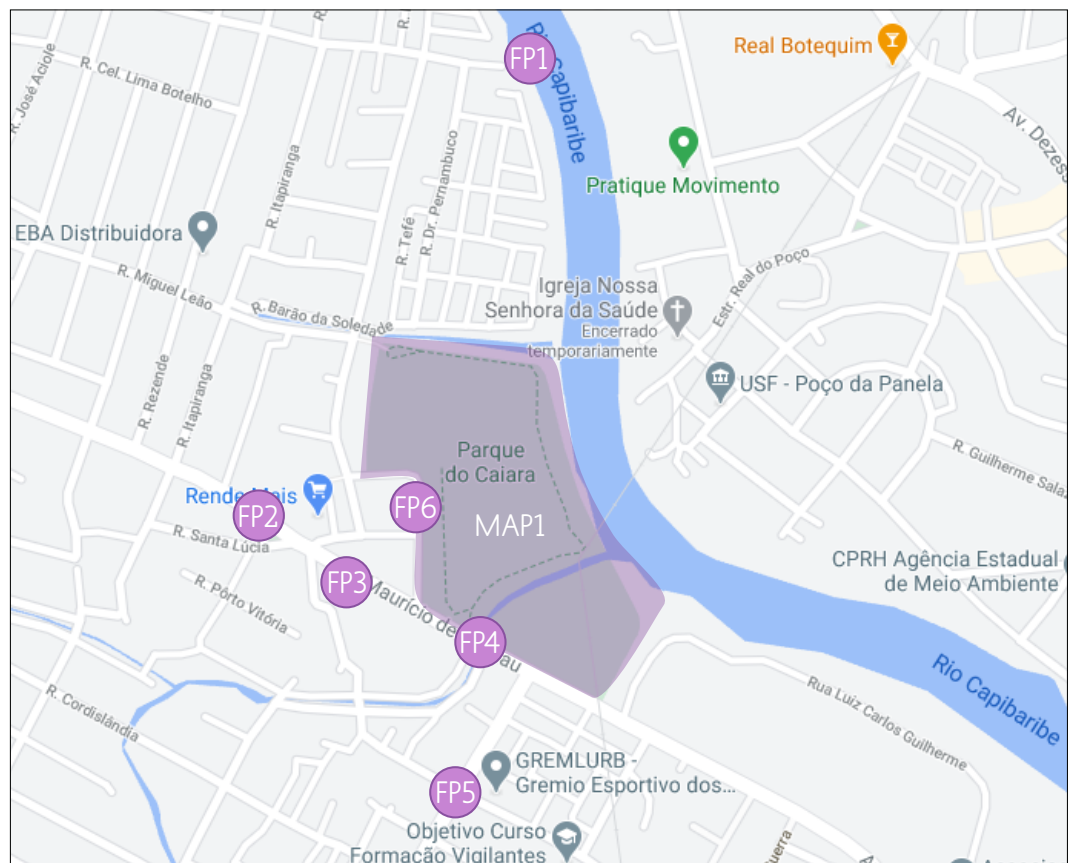 R. José Aciole
R. Cel. Lima Botelho
FP1
Rio Capibaribe
Real Botequim
Av. Dezess
Pratique Movimento
R. Itapiranga
R. Dr. Pernambuco
R. Tefé
EBA Distribuidora
R. Miguel Leão
R. Barão da Soledade
Igreja Nossa
Senhora da Saúde
Encerrado
temporariamente
Estr. Real do Poço
USF - Poço da Panela
R. Rezende
R. Itapiranga
R. Guilherme Sala
Parque
do Caiara
MAP1
Rende Mais
FP2
FP6
R. Santa Lúcia
FP3
Maurício de
au
FP4
R. Pôrto Vitória
CPRH Agência Estadual
de Meio Ambiente
R. Cordislândia
Rua Luiz Carlos Guilherme
Rio Capibaribe
GREMLURB -
Gremio Esportivo dos...
FP5
Objetivo Curso
Formação Vigilantes
uerra